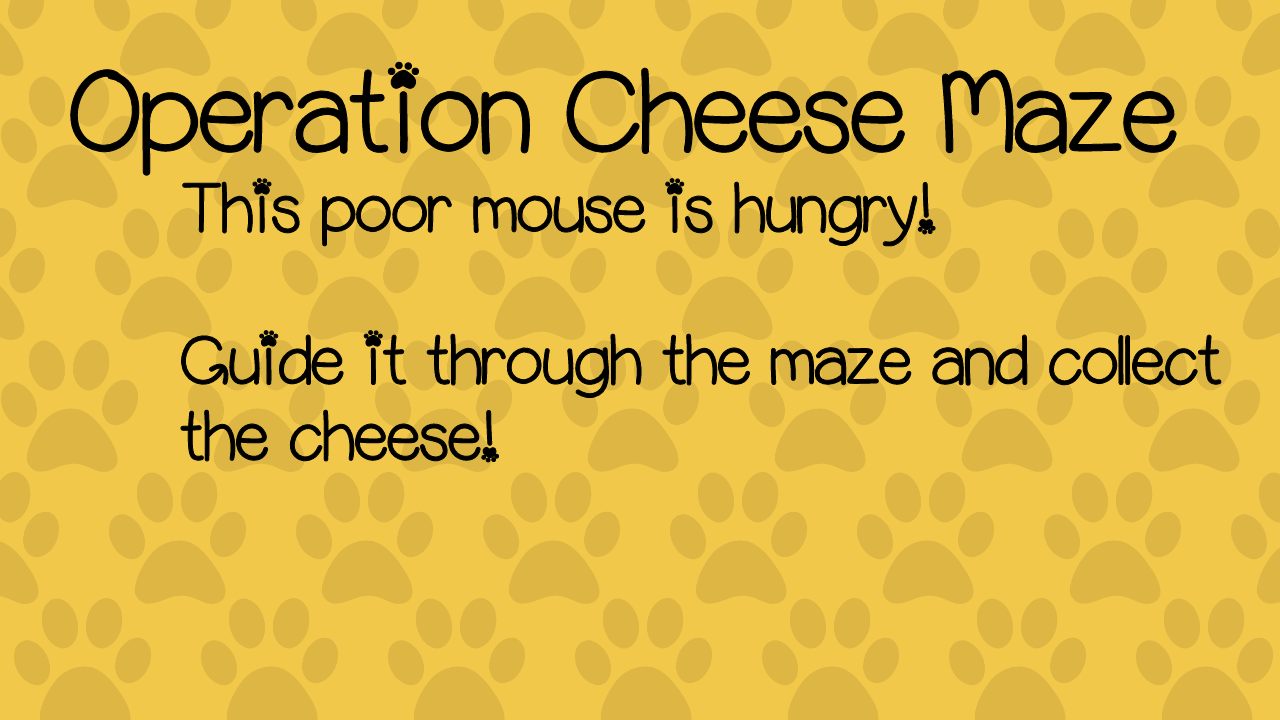 Operation Cheese Maze
This poor mouse is hungry!
Guide it through the maze and collect
the cheese!